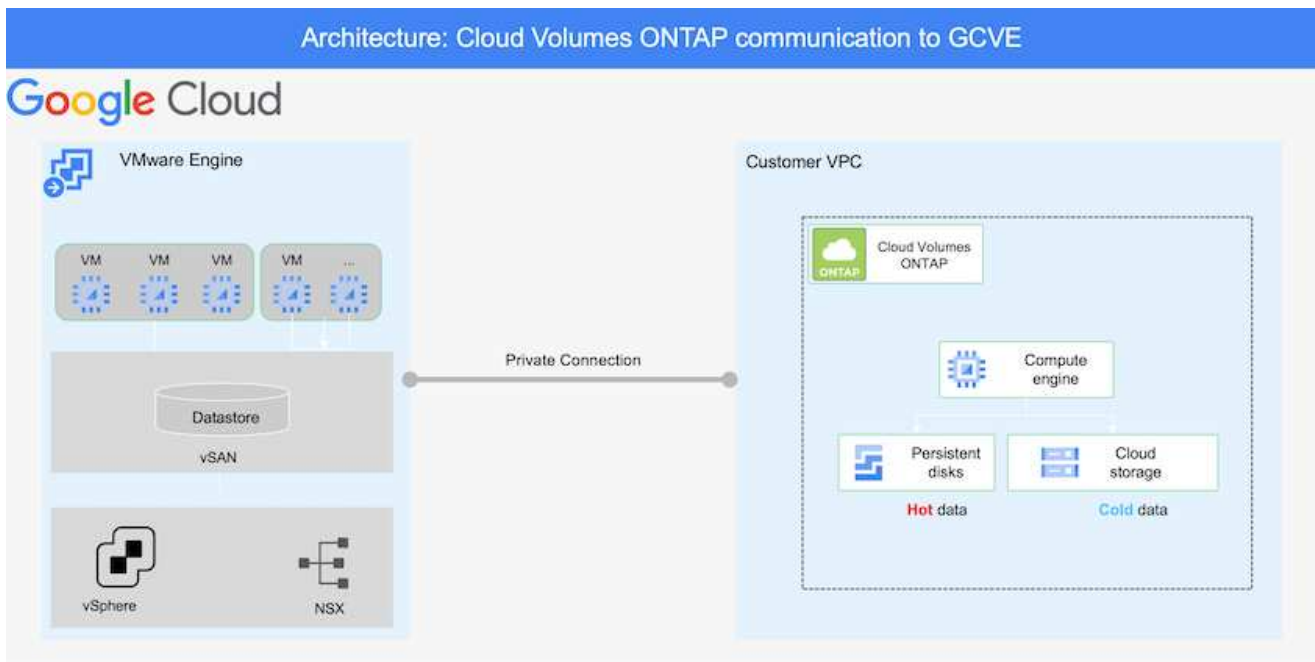 Architecture: Cloud Volumes ONTAP communication to GCVE
Google Cloud
VMware Engine
VM VM VM VM ...
Datastore
vSAN
vSphere
NSX
Private Connection
Customer VPC
ONTAP
Cloud Volumes
ONTAP
Compute
engine
Persistent
disks
Hot data
Cloud
storage
Cold data